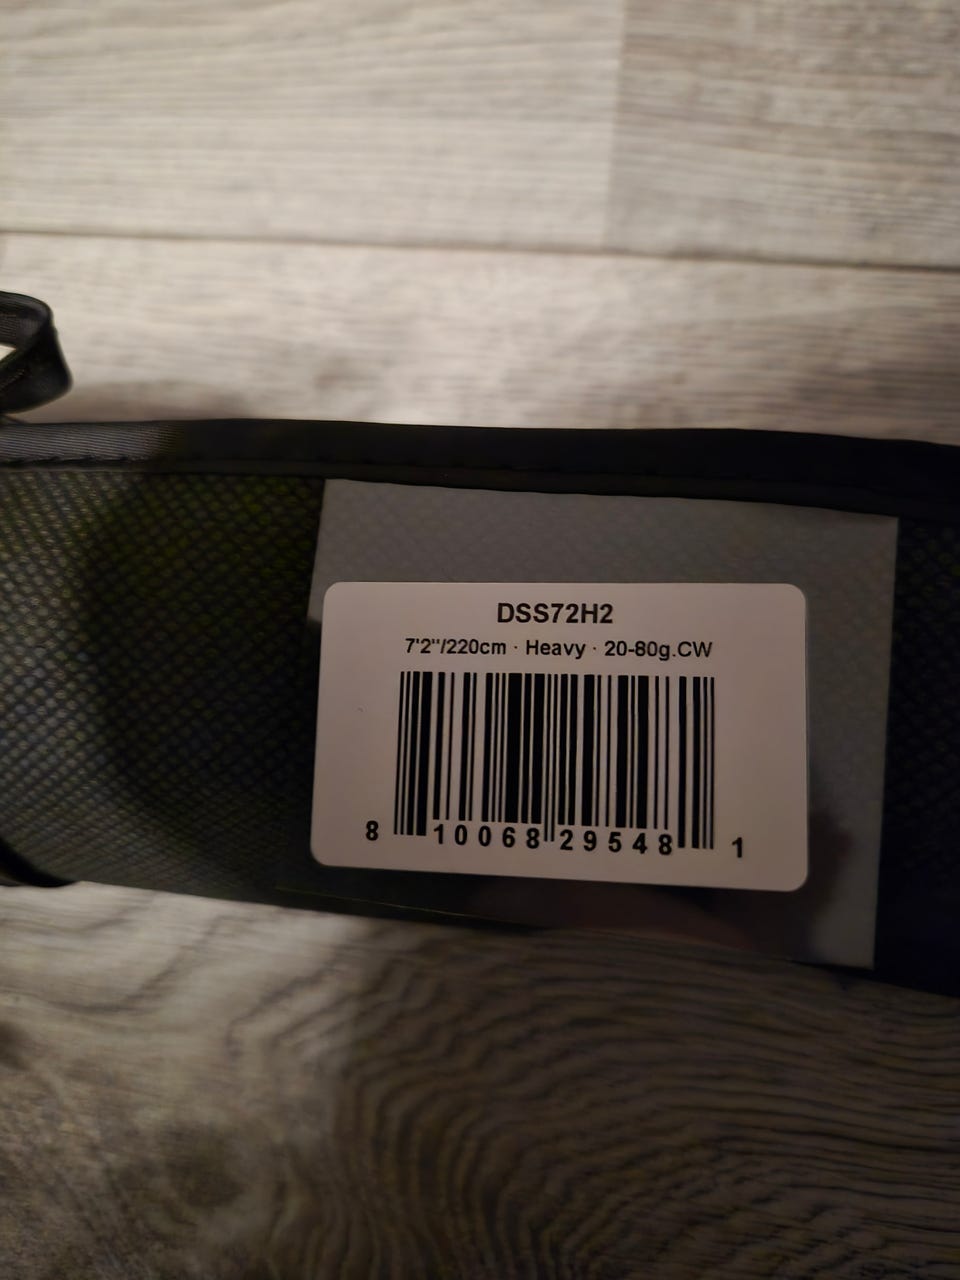 DSS72H2
7'2"/220cm · Heavy · 20-80g.CW
8 10068 29548 1